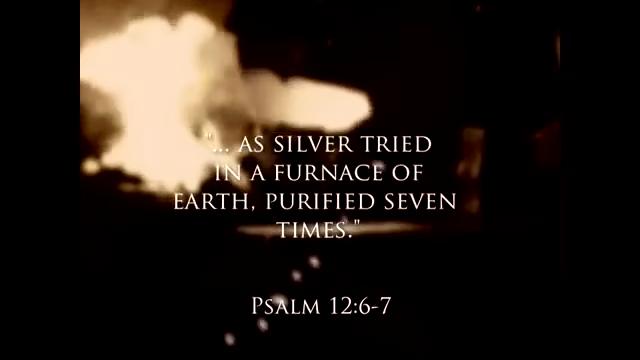 "... AS SILVER TRIED
IN A FURNACE OF
EARTH, PURIFIED SEVEN
TIMES."
PSALM 12:6-7